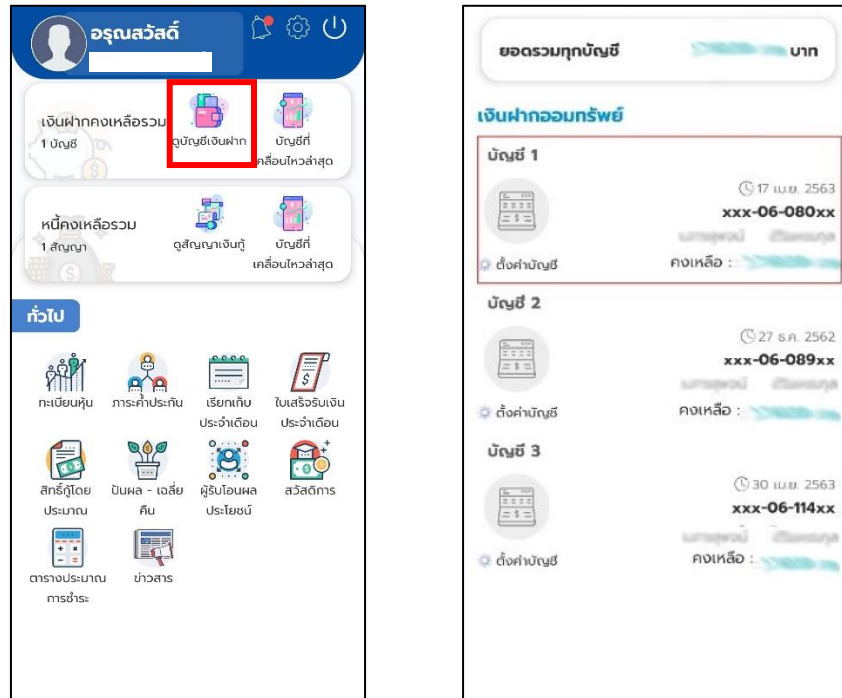 อรุณสวัสดิ์
เงินฝากคงเหลือรวม
1 บัญชี
ดูบัญชีเงินฝาก
บัญชีที่
เคลื่อนไหวล่าสุด
หนี้คงเหลือรวม
1 สัญญา
ดูสัญญาเงินกู้
บัญชีที่
เคลื่อนไหวล่าสุด
ทั่วไป
ทะเบียนหุ้น
ภาระค้ำประกัน
เรียกเก็บ
ประจำเดือน
ใบเสร็จรับเงิน
ประจำเดือน
สิทธิ์กู้โดย
ประมาณ
ปันผล - เฉลี่ย
คืน
ผู้รับโอนผล
ประโยชน์
สวัสดิการ
ตารางประมาณ
การชำระ
ข่าวสาร
ยอดรวมทุกบัญชี บาท
เงินฝากออมทรัพย์
บัญชี 1
17 เม.ย. 2563
xxx-06-080xx
ตั้งค่าบัญชี คงเหลือ :
บัญชี 2
27 ธ.ค. 2562
xxx-06-089xx
ตั้งค่าบัญชี คงเหลือ :
บัญชี 3
30 เม.ย. 2563
xxx-06-114xx
ตั้งค่าบัญชี คงเหลือ :